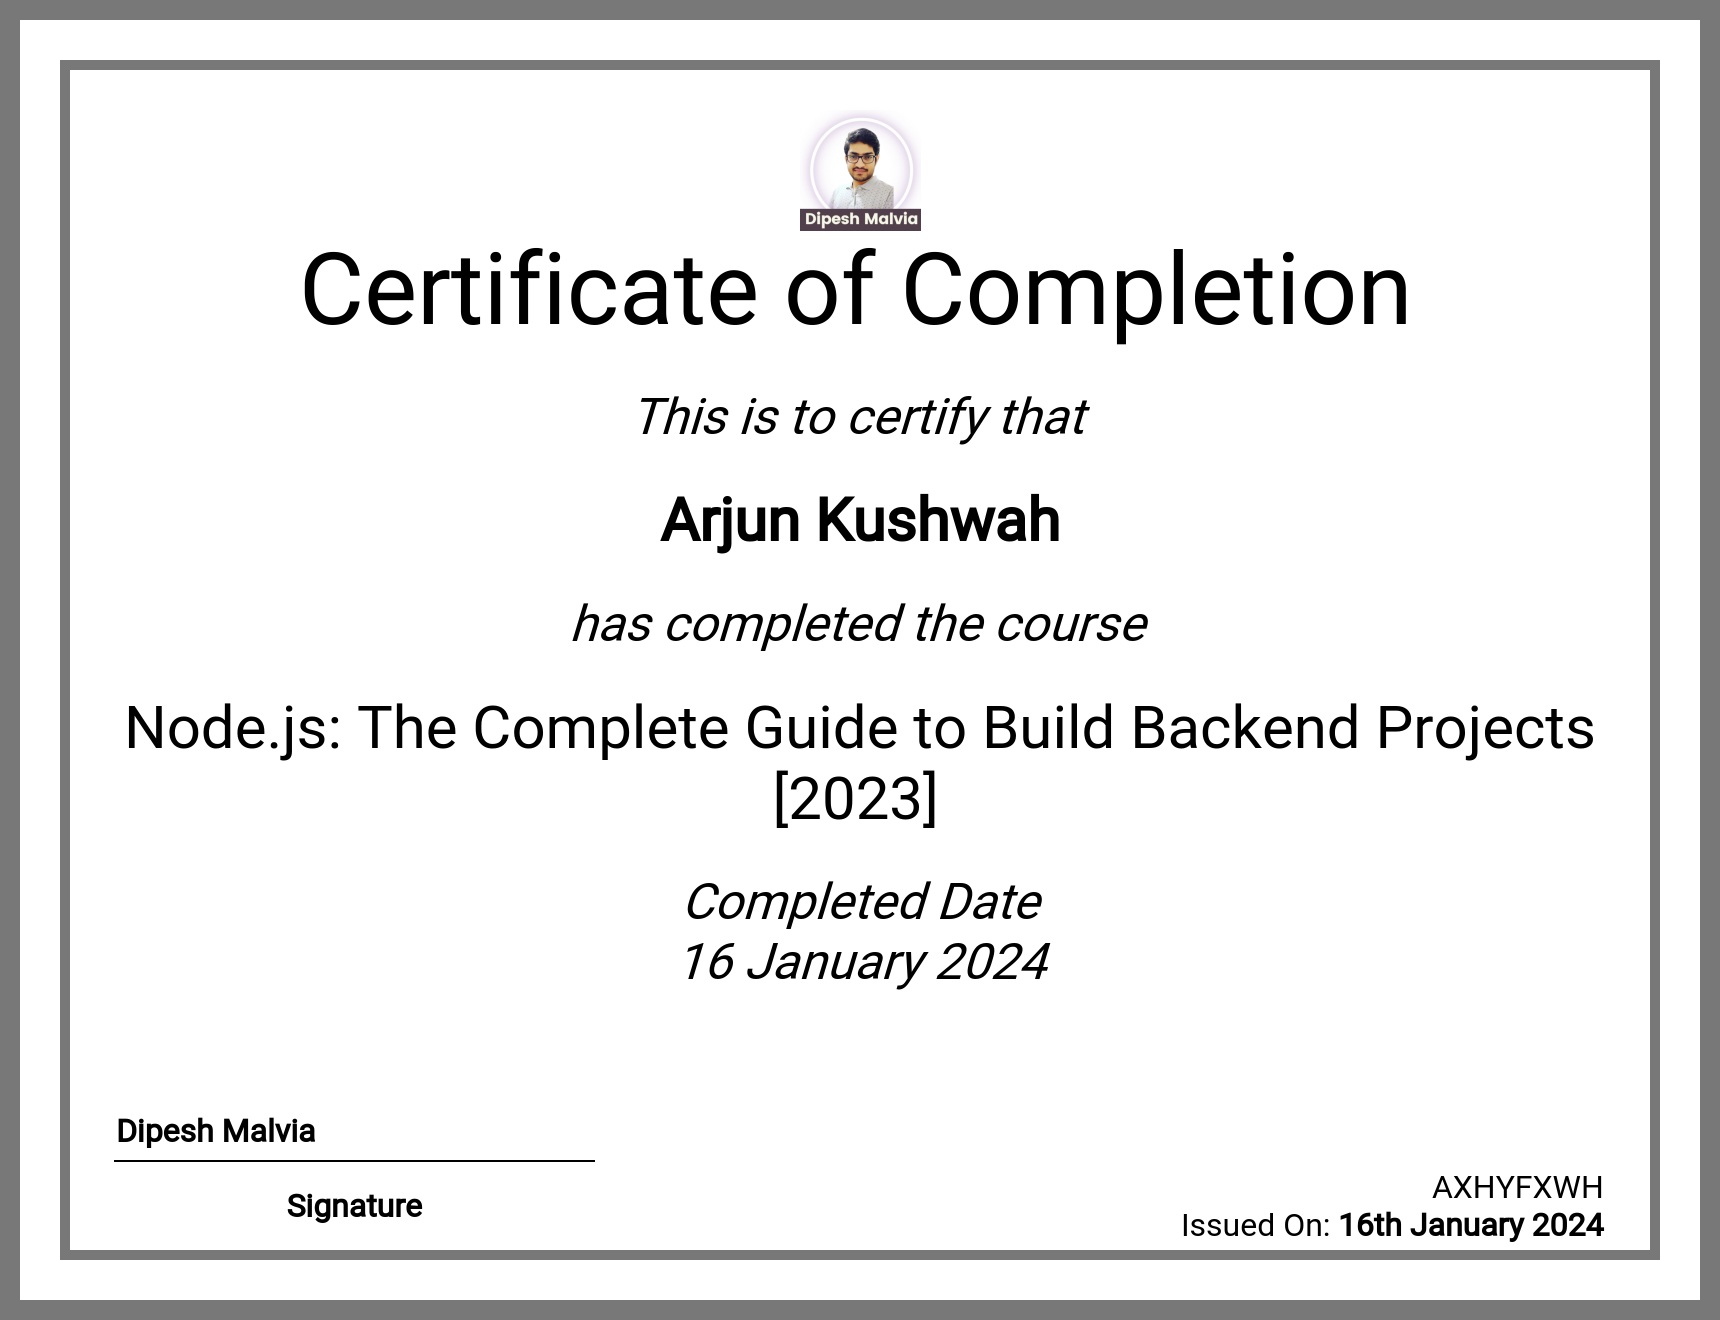 Dipesh Malvia
Certificate of Completion
This is to certify that
Arjun Kushwah
has completed the course
Node.js: The Complete Guide to Build Backend Projects
[2023]
Completed Date
16 January 2024
Dipesh Malvia
Signature
AXHYFXWH
Issued On: 16th January 2024